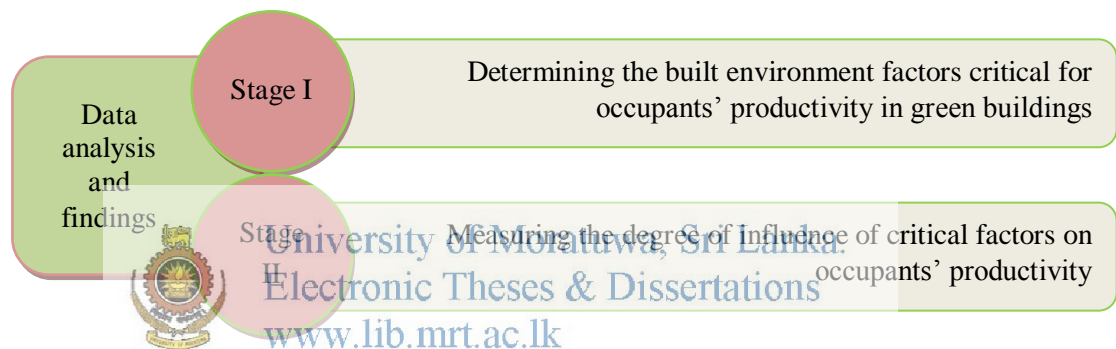 Data
analysis
and
findings
Stage I
Determining the built environment factors critical for
occupants’ productivity in green buildings
Stage
II
Measuring the degree of influence of critical factors on
occupants’ productivity
University of Moratuwa, Sri Lanka.
Electronic Theses & Dissertations
www.lib.mrt.ac.lk